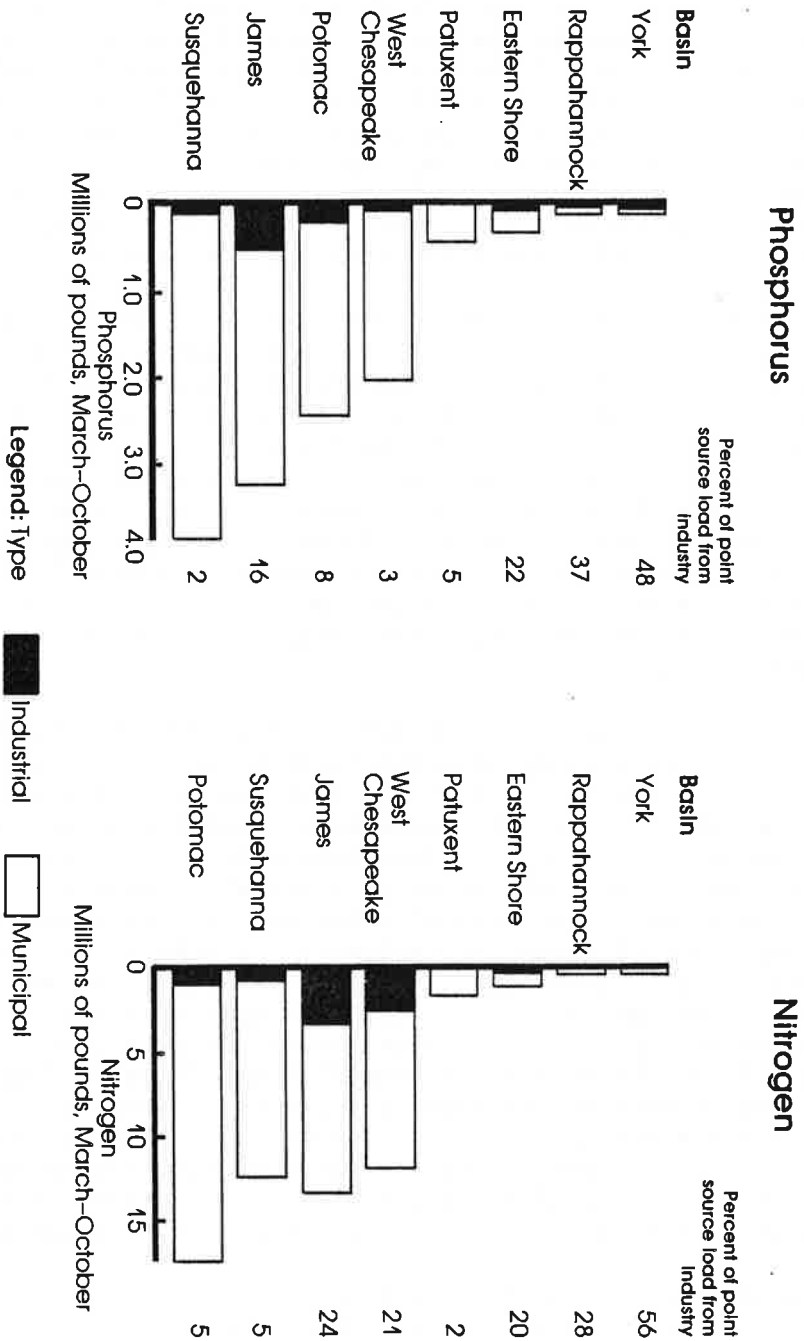 Phosphorus
Basin
Percent of point
source load from
industry
York
48
Rappahannock
37
Eastern Shore
22
Patuxent
5
West
Chesapeake
3
Potomac
8
James
16
Susquehanna
2
0 1.0 2.0 3.0 4.0
Phosphorus
Millions of pounds, March–October
Nitrogen
Basin
Percent of point
source load from
industry
York
56
Rappahannock
28
Eastern Shore
20
Patuxent
2
West
Chesapeake
21
James
24
Susquehanna
5
Potomac
5
0 5 10 15
Nitrogen
Millions of pounds, March–October
Legend: Type Industrial Municipal